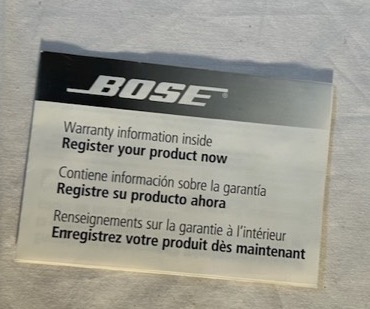 BOSE®
Warranty information inside
Register your product now
Contiene información sobre la garantía
Registre su producto ahora
Renseignements sur la garantie à l'intérieur
Enregistrez votre produit dès maintenant